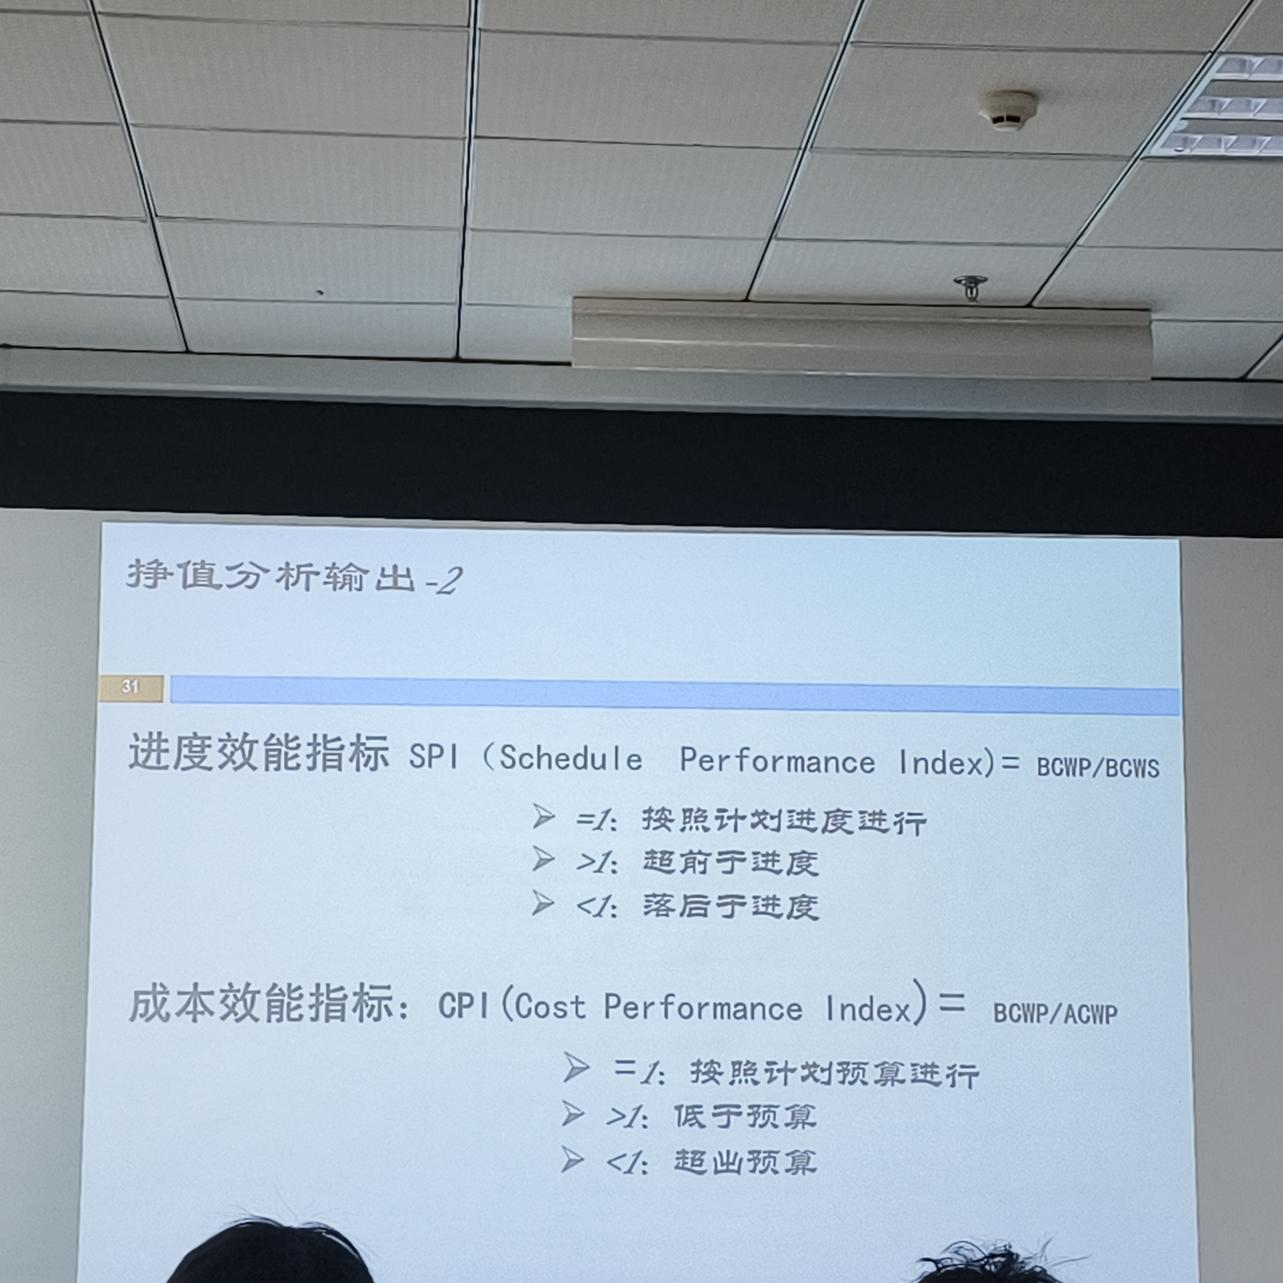 挣值分析输出-2
31
进度效能指标 SPI（Schedule Performance Index)= BCWP/BCWS
➢ =1: 按照计划进度进行
➢ >1: 超前于进度
➢ <1: 落后于进度
成本效能指标: CPI(Cost Performance Index)= BCWP/ACWP
➢ =1: 按照计划预算进行
➢ >1: 低于预算
➢ <1: 超出预算